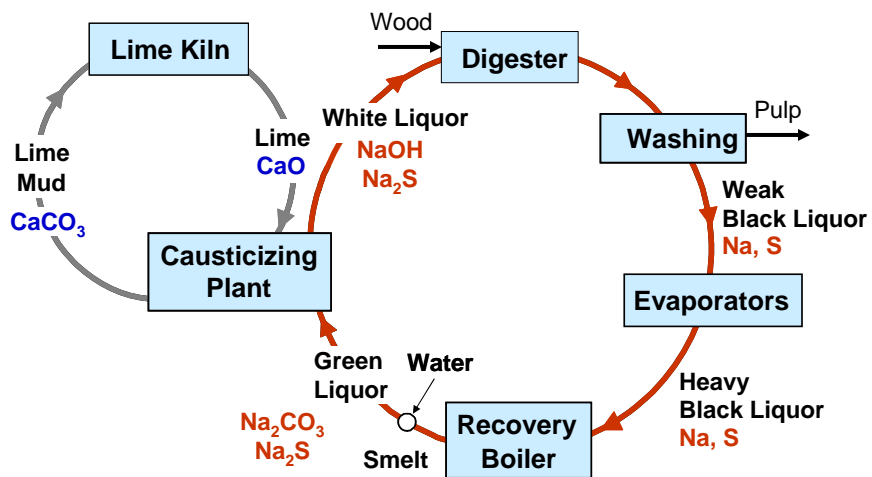 Wood
Lime Kiln
Digester
Pulp
White Liquor
NaOH
Na₂S
Washing
Lime
CaO
Lime
Mud
CaCO₃
Weak
Black Liquor
Na, S
Causticizing
Plant
Evaporators
Green
Liquor
Water
Heavy
Black Liquor
Na, S
Na₂CO₃
Na₂S
Smelt
Recovery
Boiler